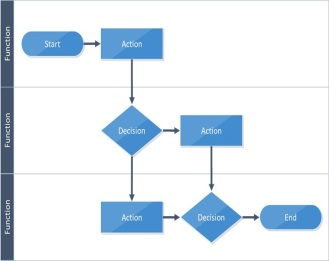 Function
Start
Action
Function
Decision
Action
Function
Action
Decision
End